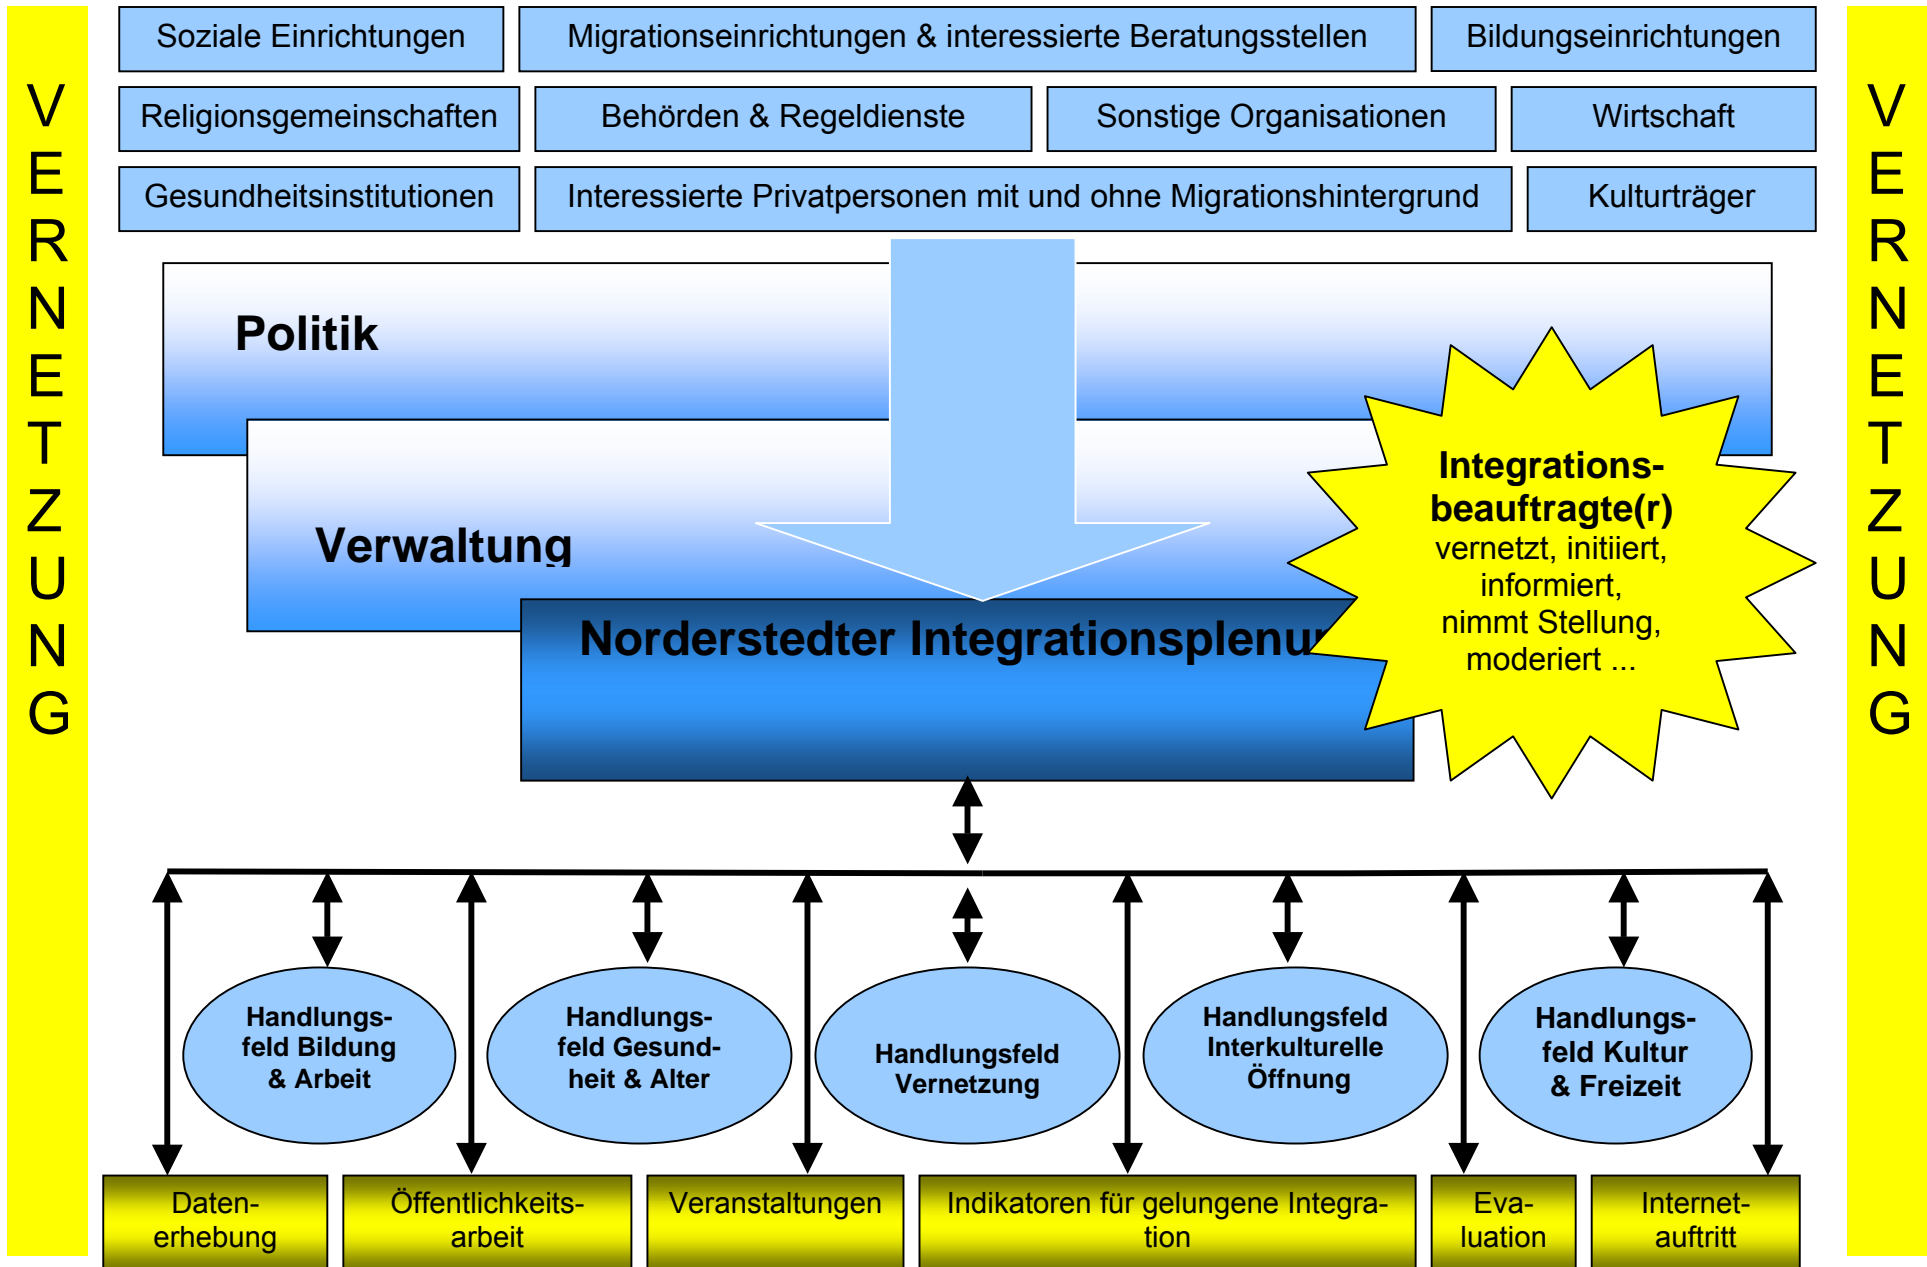 VERNETZUNG
Soziale Einrichtungen
Migrationseinrichtungen & interessierte Beratungsstellen
Bildungseinrichtungen
Religionsgemeinschaften
Behörden & Regeldienste
Sonstige Organisationen
Wirtschaft
Gesundheitsinstitutionen
Interessierte Privatpersonen mit und ohne Migrationshintergrund
Kulturträger
Politik
Verwaltung
Norderstedter Integrationsplenu
Integrations-
beauftragte(r)
vernetzt, initiiert,
informiert,
nimmt Stellung,
moderiert ...
Handlungs-
feld Bildung
& Arbeit
Handlungs-
feld Gesund-
heit & Alter
Handlungsfeld
Vernetzung
Handlungsfeld
Interkulturelle
Öffnung
Handlungs-
feld Kultur
& Freizeit
Daten-
erhebung
Öffentlichkeits-
arbeit
Veranstaltungen
Indikatoren für gelungene Integra-
tion
Eva-
luation
Internet-
auftritt
VERNETZUNG